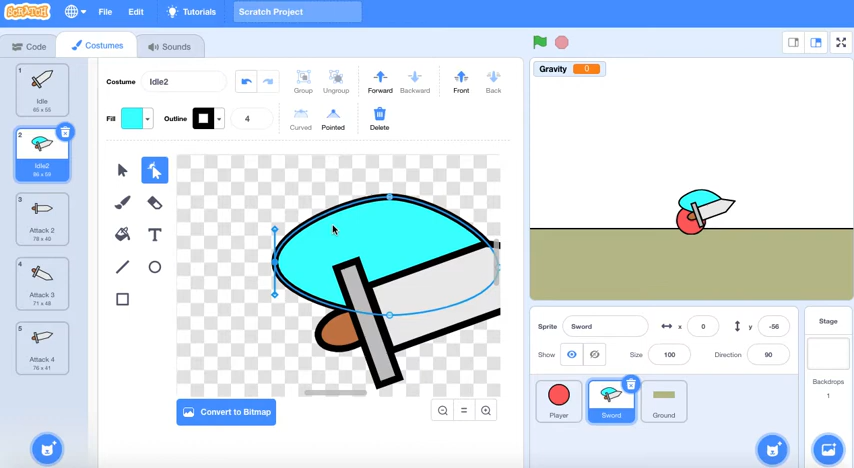 SCRATCH File Edit Tutorials Scratch Project
Code Costumes Sounds
Gravity 0
1
Idle
65 x 55
2
Idle2
86 x 59
3
Attack 2
78 x 40
4
Attack 3
71 x 48
5
Attack 4
76 x 41
Costume Idle2 Group Ungroup Forward Backward Front Back
Fill Outline 4 Curved Pointed Delete
T
Convert to Bitmap
Sprite Sword x 0 y -56
Show Size 100 Direction 90
Player Sword Ground
Stage
Backdrops
1